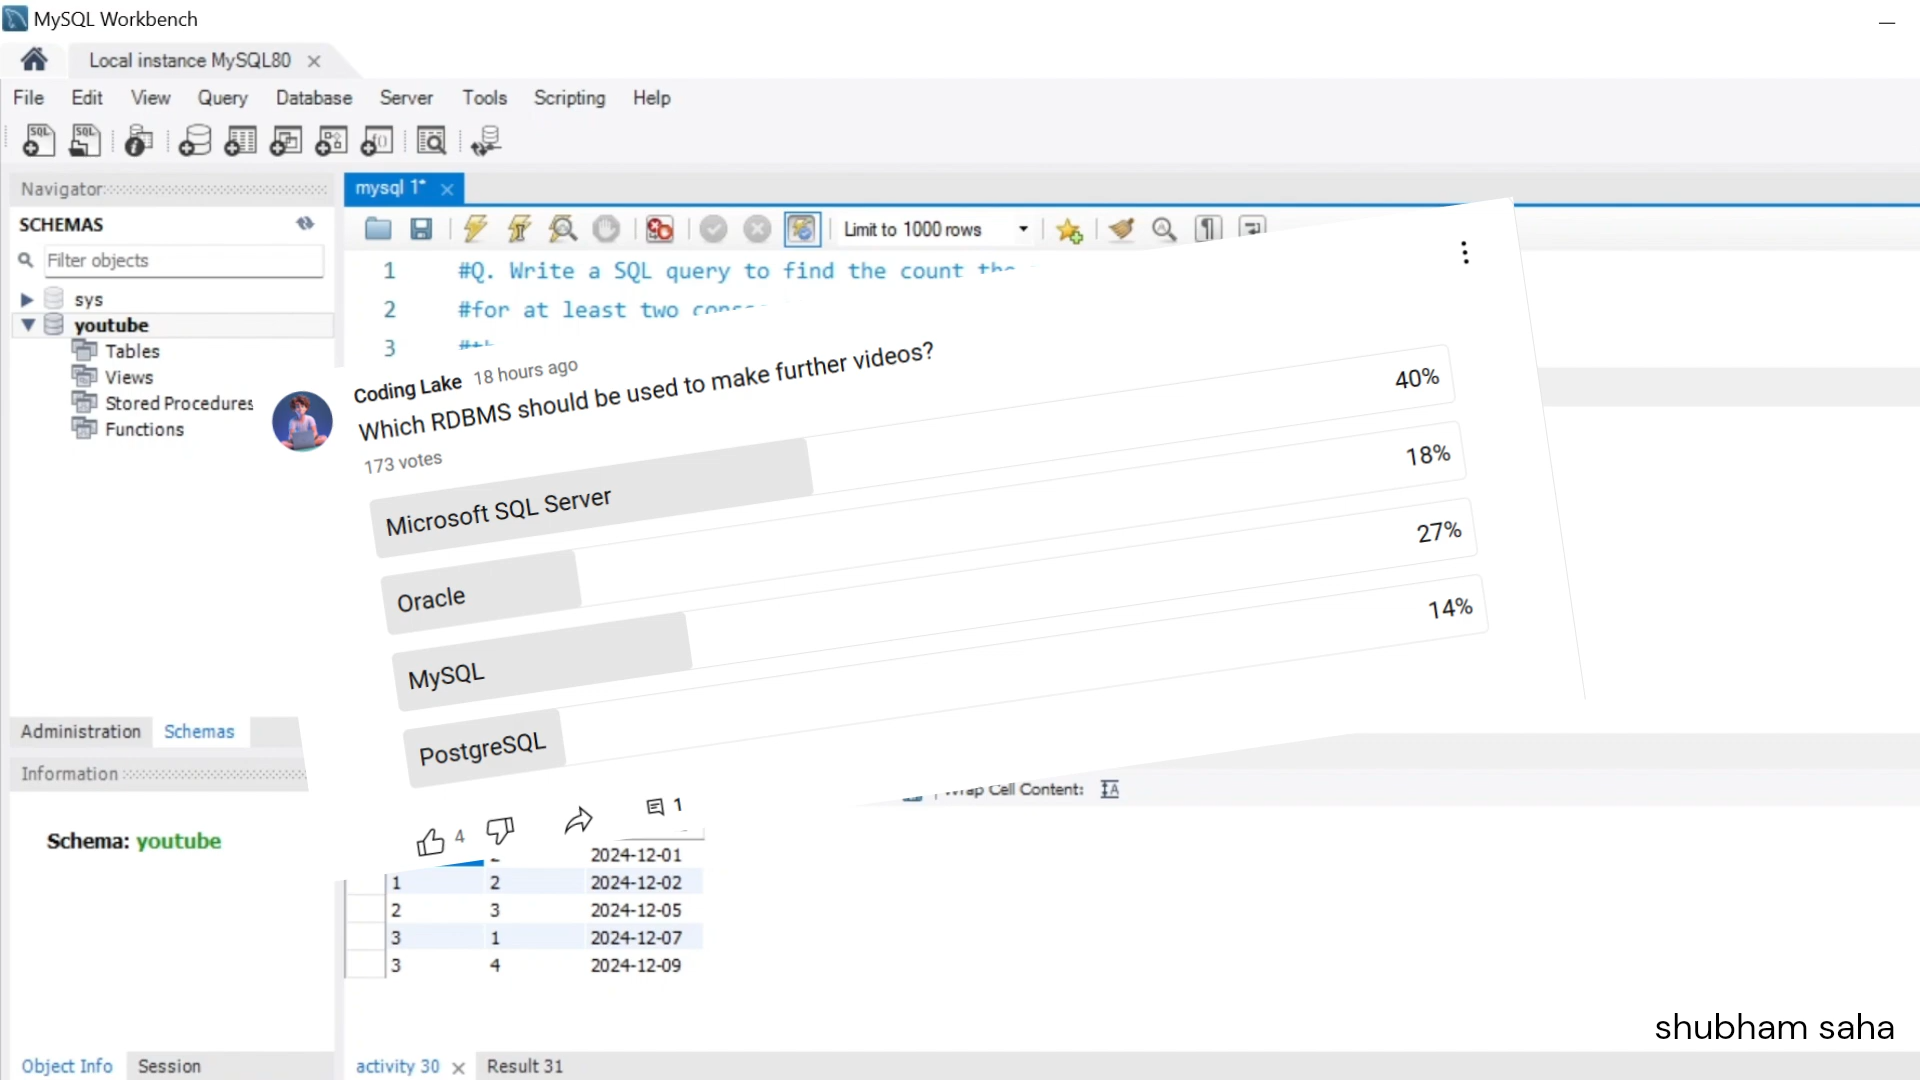 MySQL Workbench
Local instance MySQL80
File Edit View Query Database Server Tools Scripting Help
Navigator
mysql 1*
SCHEMAS
Limit to 1000 rows
Filter objects
1 #Q. Write a SQL query to find the count the
2 #for at least two
3
sys
youtube
Tables
Views
Stored Procedures
Functions
Coding Lake 18 hours ago
Which RDBMS should be used to make further videos?
173 votes
Microsoft SQL Server 40%
Oracle 18%
MySQL 27%
PostgreSQL 14%
4 1
Administration Schemas
Information
Wrap Cell Content:
Schema: youtube
2024-12-01
1 2 2024-12-02
2 3 2024-12-05
3 1 2024-12-07
3 4 2024-12-09
shubham saha
Object Info Session
activity 30 Result 31